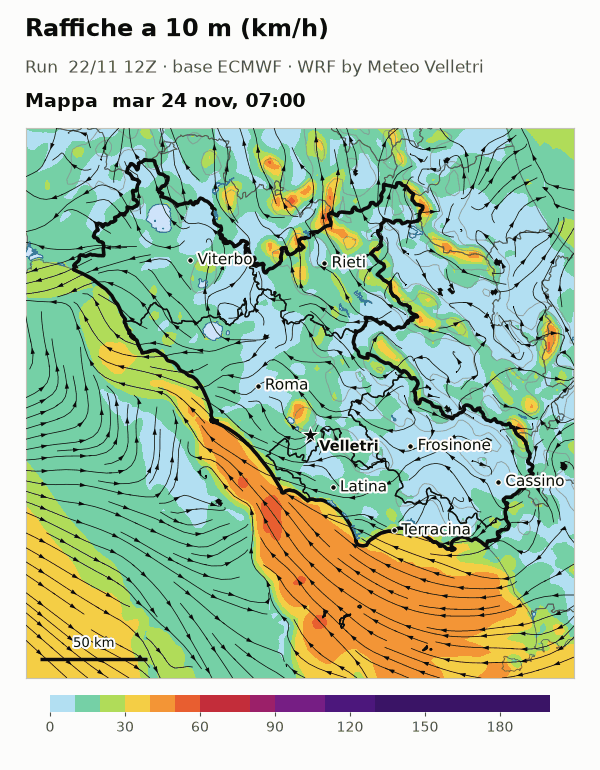 Raffiche a 10 m (km/h)
Run  22/11 12Z · base ECMWF · WRF by Meteo Velletri
Mappa  mar 24 nov, 07:00
Viterbo
Rieti
Roma
Velletri
Frosinone
Latina
Cassino
Terracina
50 km
0 30 60 90 120 150 180